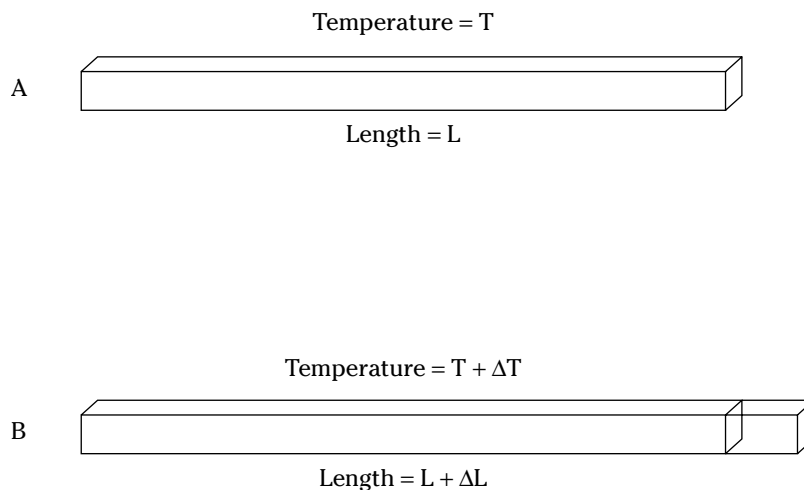 Temperature = T
A
Length = L
Temperature = T + ΔT
B
Length = L + ΔL